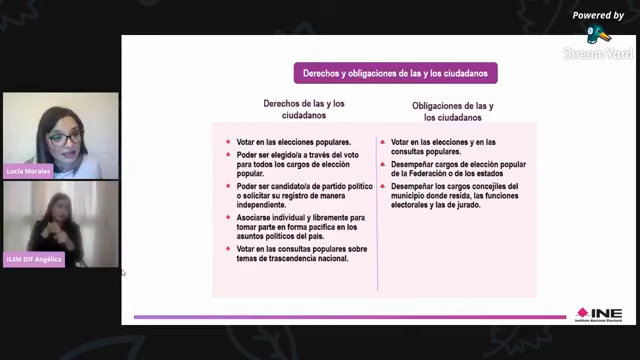 Powered by
StreamYard
Derechos y obligaciones de las y los ciudadanos
Derechos de las y los
ciudadanos
Votar en las elecciones populares.
Poder ser elegido/a a través del voto
para todos los cargos de elección
popular.
Poder ser candidato/a de partido político
o solicitar su registro de manera
independiente.
Asociarse individual y libremente para
tomar parte en forma pacífica en los
asuntos políticos del país.
Votar en las consultas populares sobre
temas de trascendencia nacional.
Obligaciones de las y
los ciudadanos
Votar en las elecciones y en las
consultas populares.
Desempeñar cargos de elección popular
de la Federación o de los estados
Desempeñar los cargos concejiles del
municipio donde resida, las funciones
electorales y las de jurado.
Lucía Morales
ILSM DIF Angélica
INE
Instituto Nacional Electoral